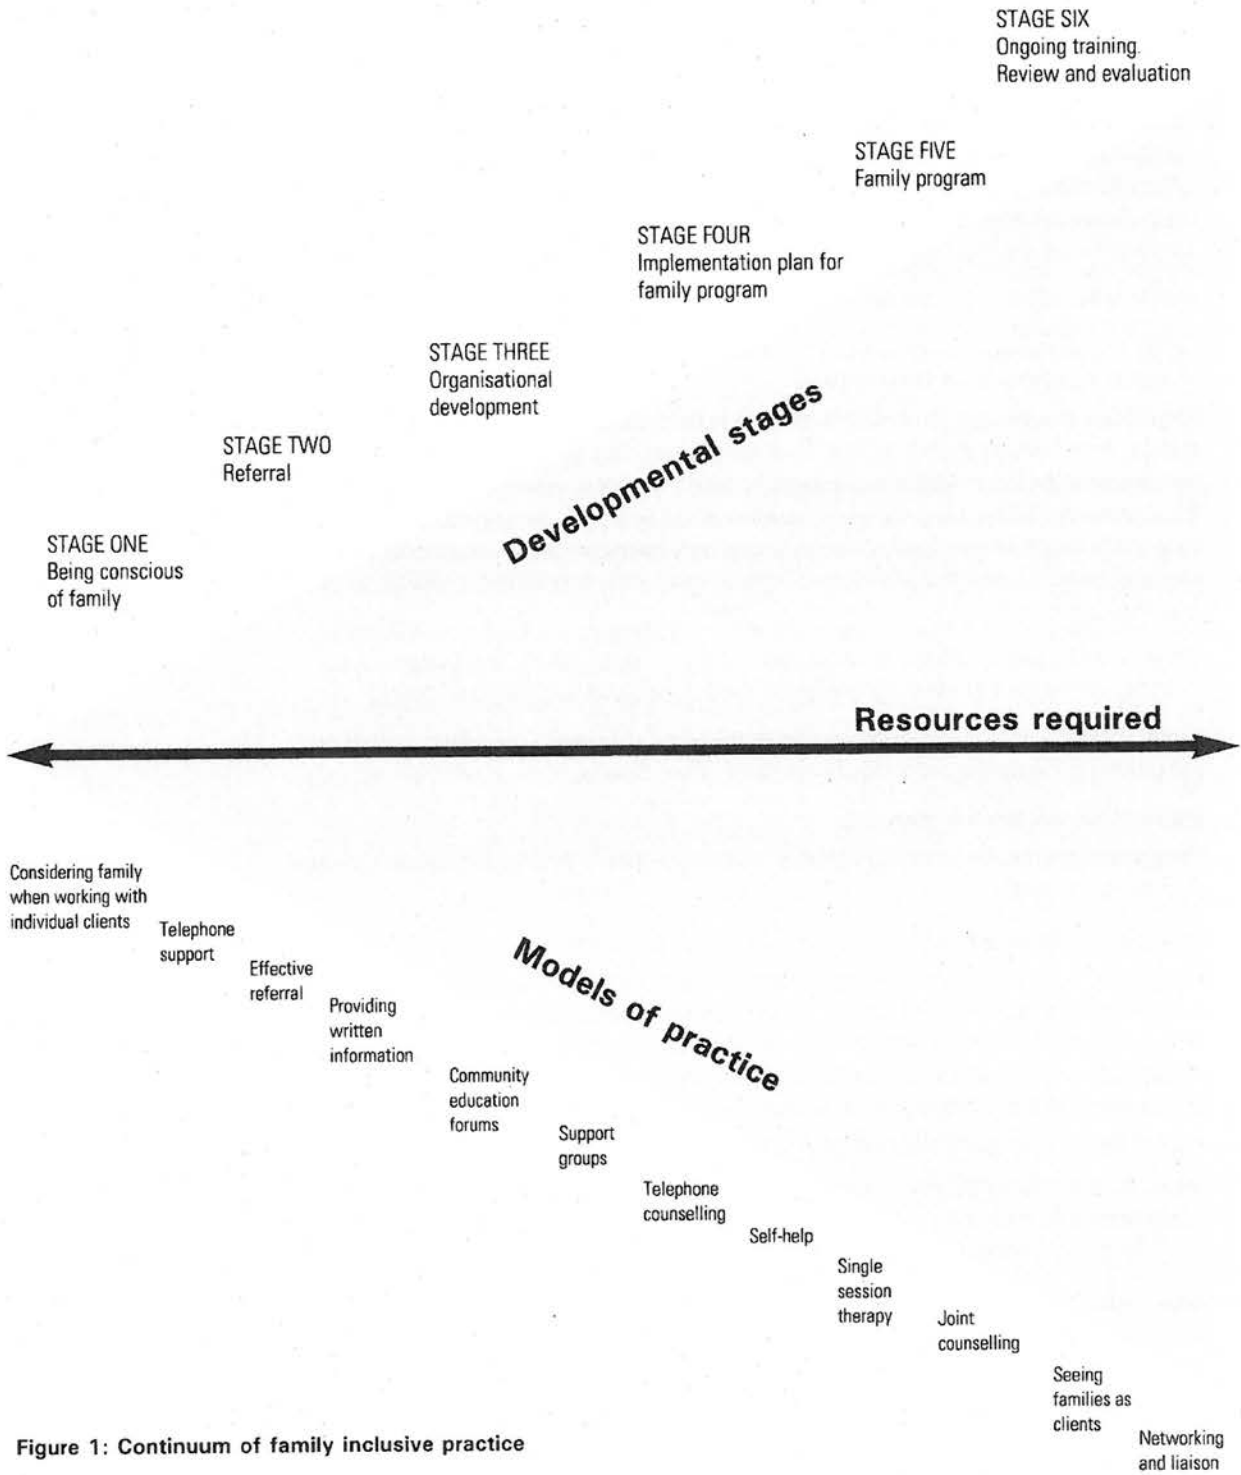 STAGE SIX
Ongoing training.
Review and evaluation
STAGE FIVE
Family program
STAGE FOUR
Implementation plan for
family program
STAGE THREE
Organisational
development
STAGE TWO
Referral
STAGE ONE
Being conscious
of family
Developmental stages
Resources required
Considering family
when working with
individual clients
Telephone
support
Effective
referral
Providing
written
information
Models of practice
Community
education
forums
Support
groups
Telephone
counselling
Self-help
Single
session
therapy
Joint
counselling
Seeing
families as
clients
Networking
and liaison
Figure 1: Continuum of family inclusive practice